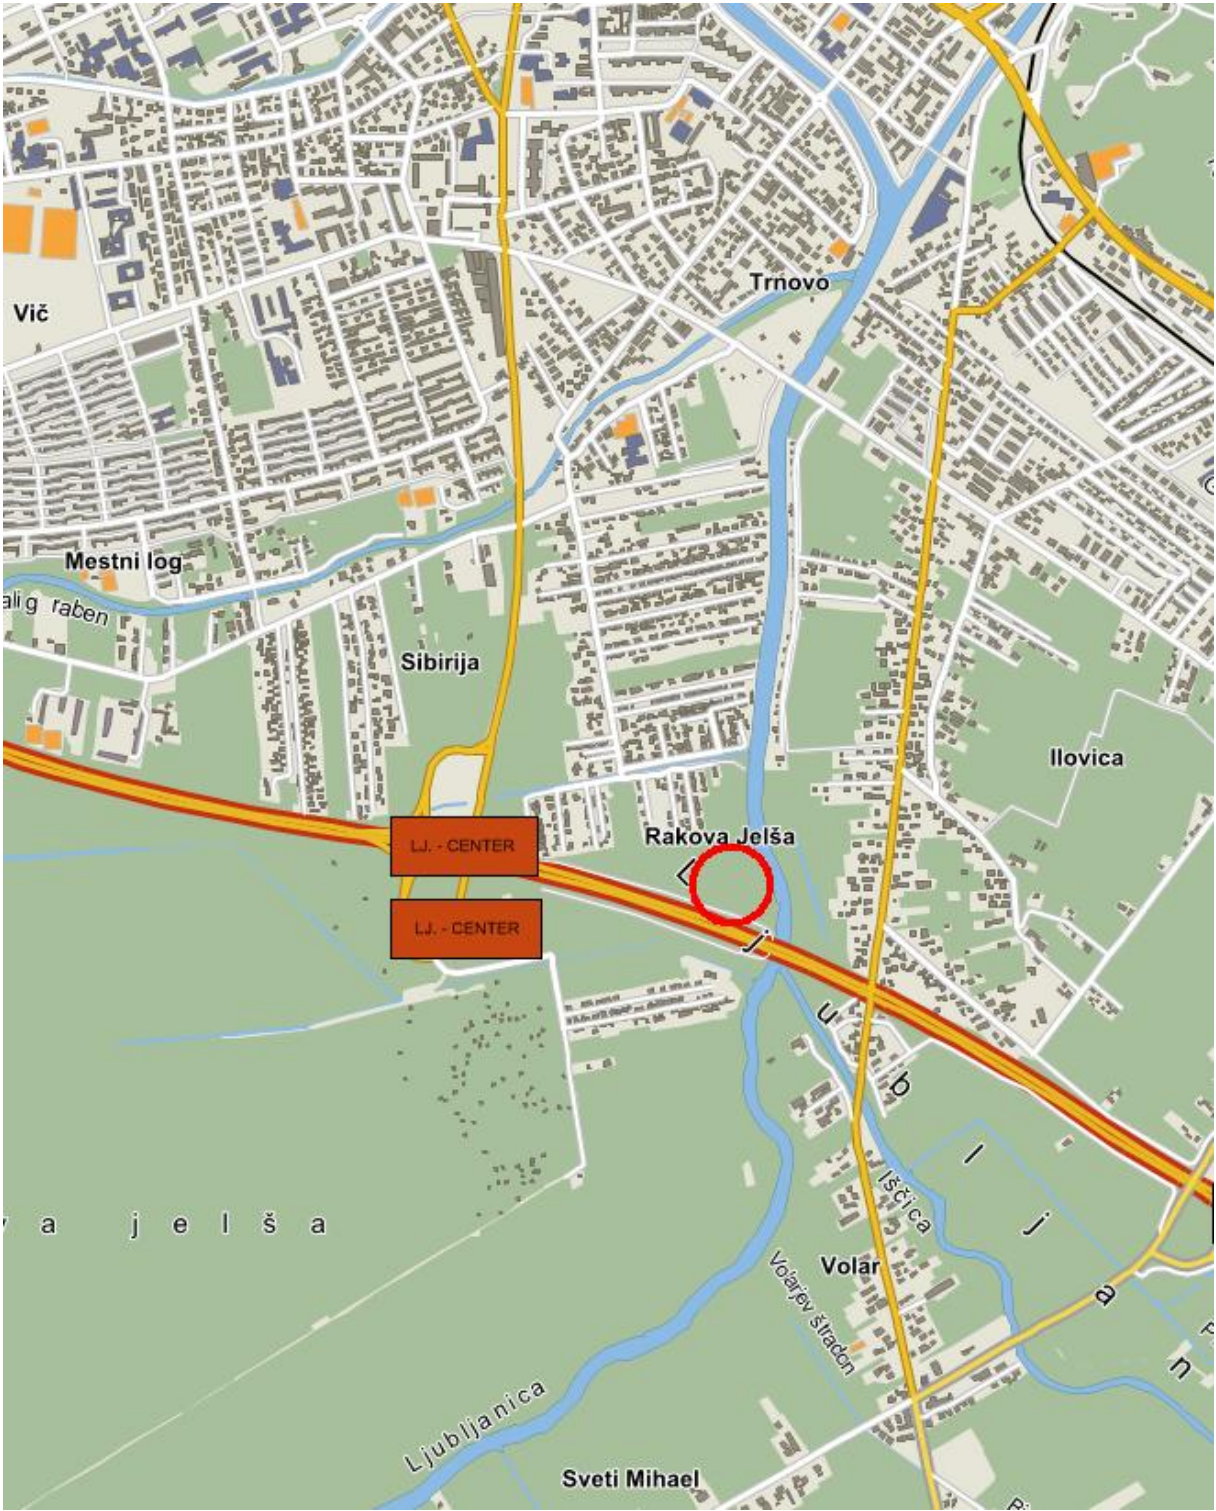 Trnovo
Vič
Mestni log
alig raben
Sibirija
Ilovica
LJ. - CENTER
Rakova Jelša
L
LJ. - CENTER
j
u
b
l
Iščica
a j e l š a
j
Volar
Volarjev štradon
a
n
Ljubljanica
Sveti Mihael